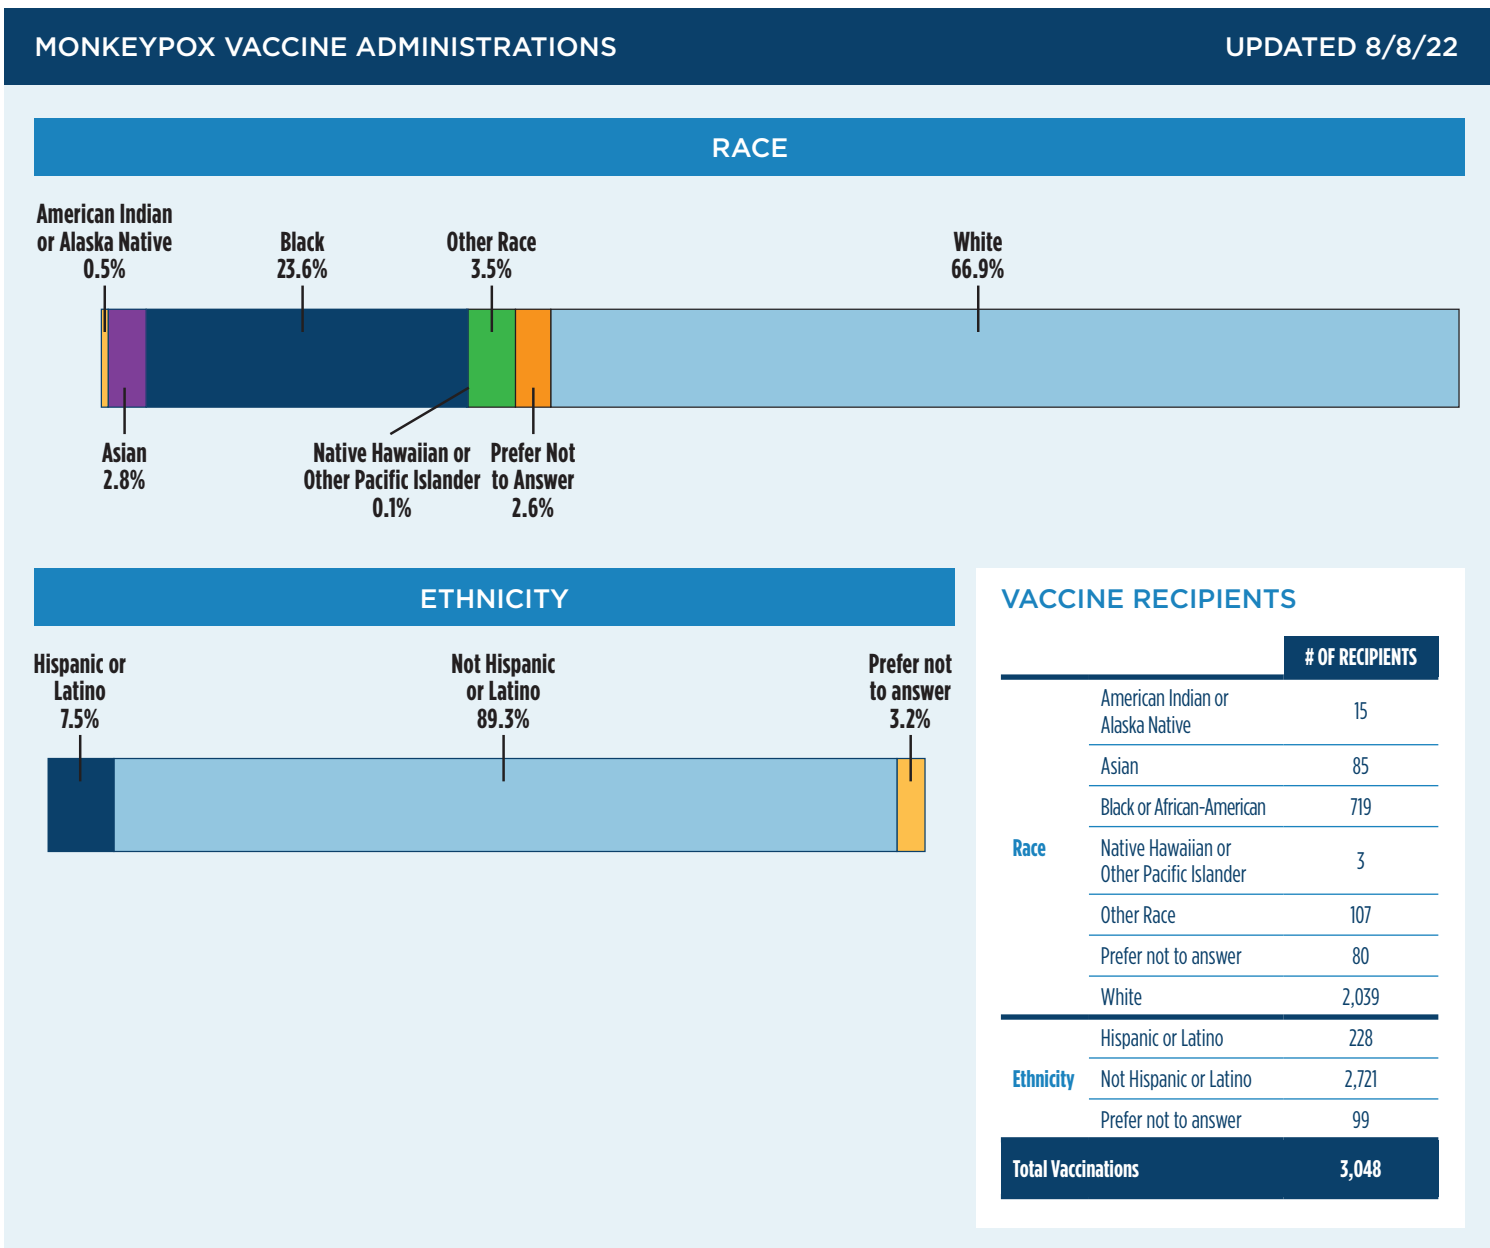 MONKEYPOX VACCINE ADMINISTRATIONS
UPDATED 8/8/22
RACE
American Indian
or Alaska Native
0.5%
Black
23.6%
Other Race
3.5%
White
66.9%
Asian
2.8%
Native Hawaiian or
Other Pacific Islander
0.1%
Prefer Not
to Answer
2.6%
ETHNICITY
Hispanic or
Latino
7.5%
Not Hispanic
or Latino
89.3%
Prefer not
to answer
3.2%
VACCINE RECIPIENTS
# OF RECIPIENTS
Race
American Indian or
Alaska Native
15
Asian
85
Black or African-American
719
Native Hawaiian or
Other Pacific Islander
3
Other Race
107
Prefer not to answer
80
White
2,039
Ethnicity
Hispanic or Latino
228
Not Hispanic or Latino
2,721
Prefer not to answer
99
Total Vaccinations
3,048